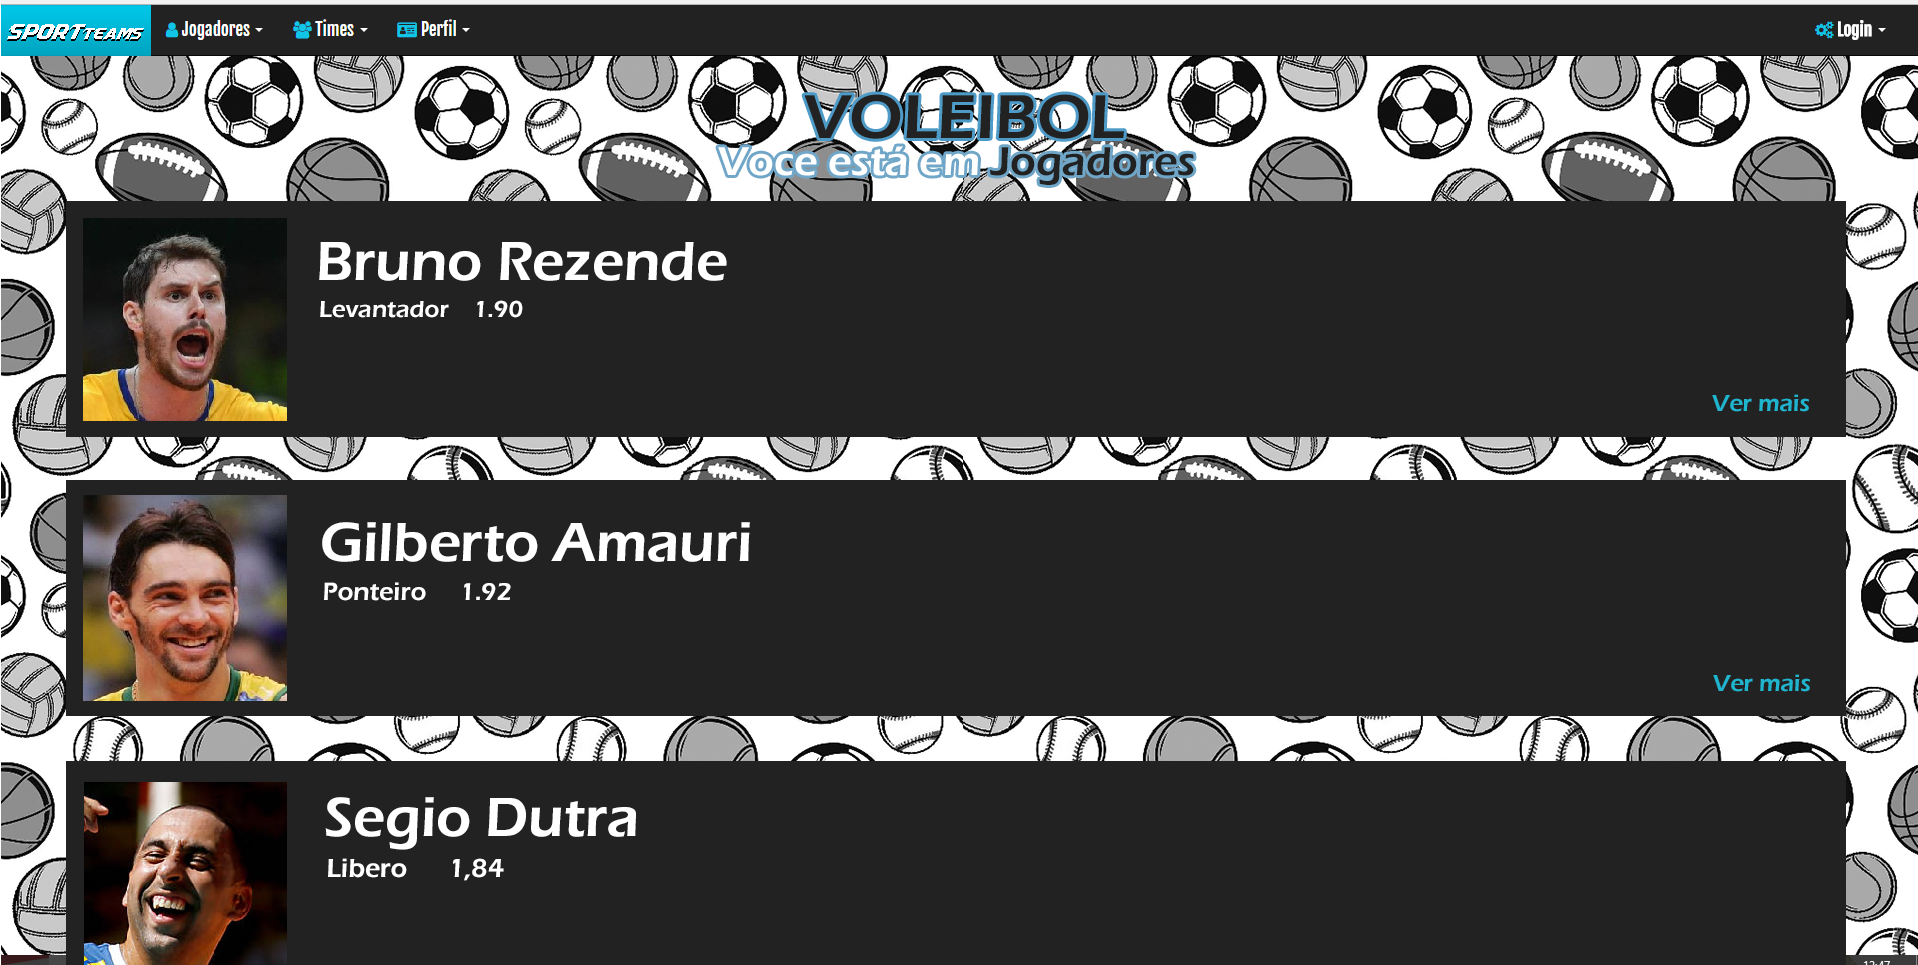 SPORTTEAMS Jogadores Times Perfil Login
VOLEIBOL
Voce está em Jogadores
Bruno Rezende
Levantador 1.90
Ver mais
Gilberto Amauri
Ponteiro 1.92
Ver mais
Segio Dutra
Libero 1,84